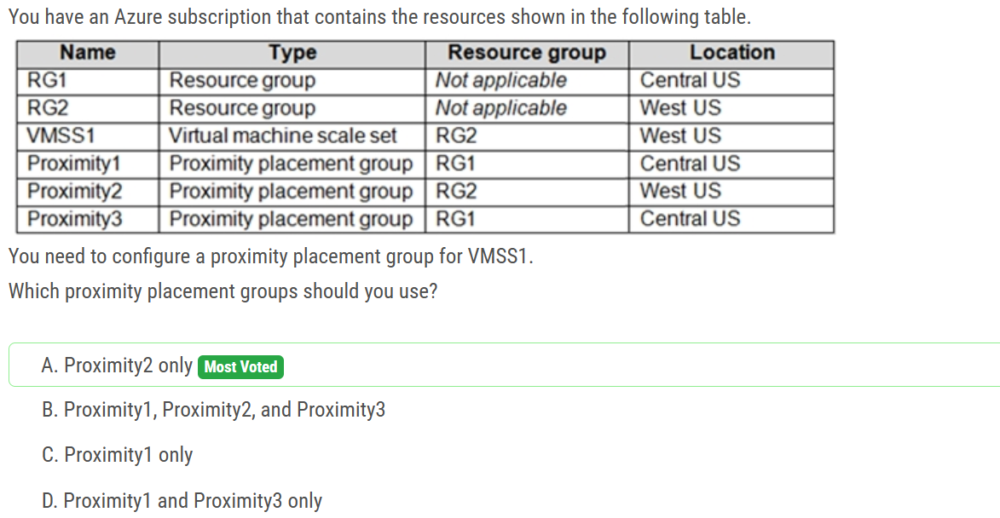 You have an Azure subscription that contains the resources shown in the following table.
Name Type Resource group Location
RG1 Resource group Not applicable Central US
RG2 Resource group Not applicable West US
VMSS1 Virtual machine scale set RG2 West US
Proximity1 Proximity placement group RG1 Central US
Proximity2 Proximity placement group RG2 West US
Proximity3 Proximity placement group RG1 Central US
You need to configure a proximity placement group for VMSS1.
Which proximity placement groups should you use?
A. Proximity2 only Most Voted
B. Proximity1, Proximity2, and Proximity3
C. Proximity1 only
D. Proximity1 and Proximity3 only